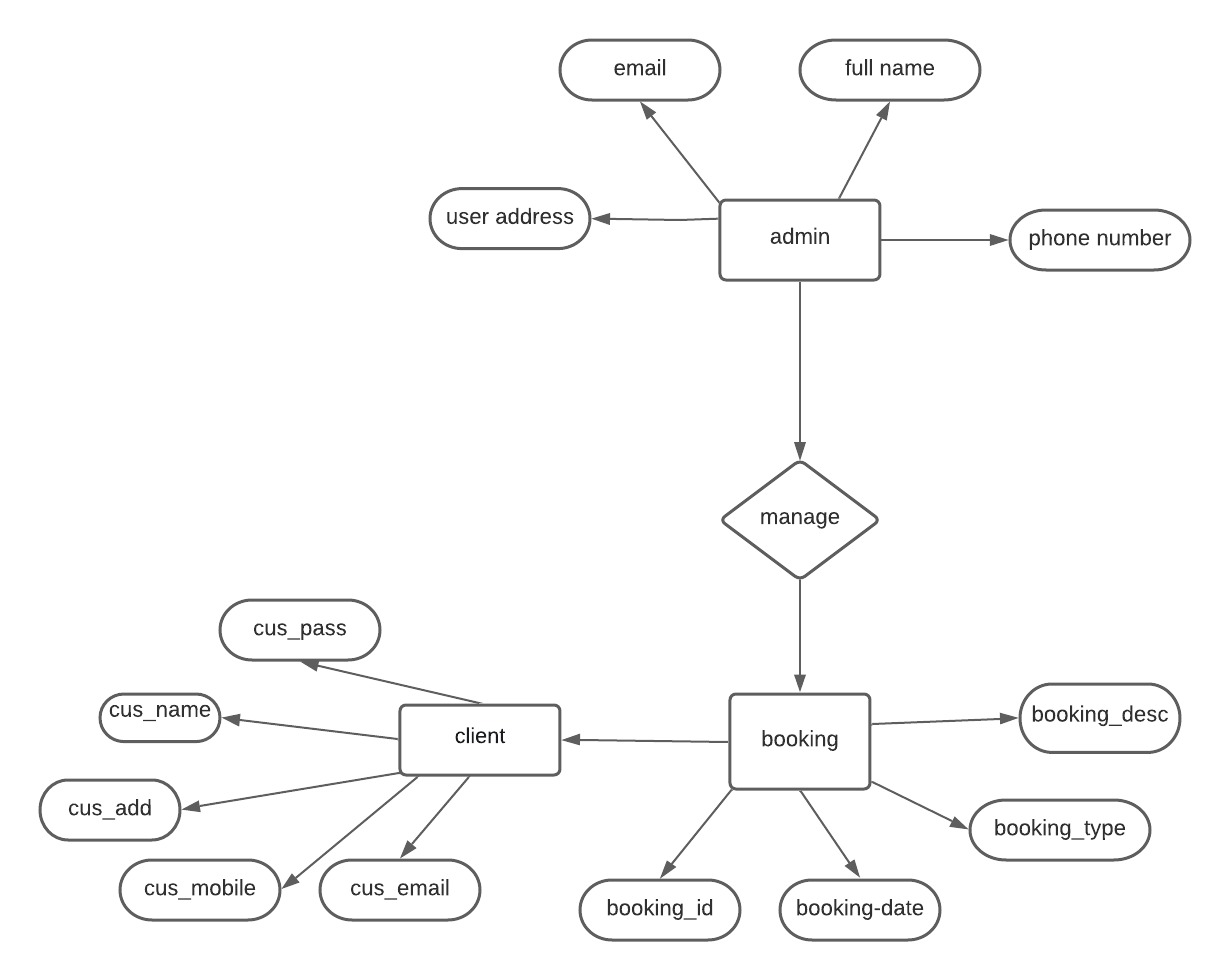 email
full name
user address
admin
phone number
manage
cus_pass
cus_name
client
booking
booking_desc
cus_add
booking_type
cus_mobile
cus_email
booking_id
booking-date